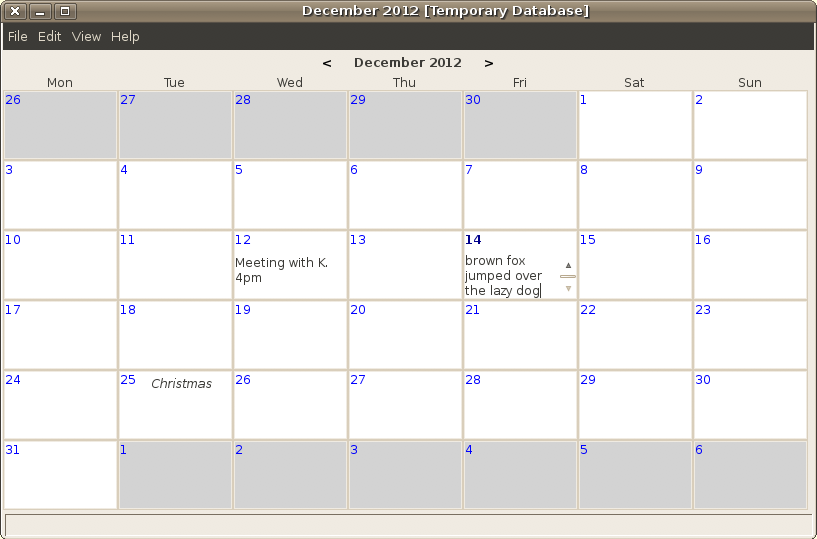 December 2012 [Temporary Database]
File Edit View Help
< December 2012 >
Mon Tue Wed Thu Fri Sat Sun
26 27 28 29 30 1 2
3 4 5 6 7 8 9
10 11 12 13 14 15 16
Meeting with K.
4pm
brown fox
jumped over
the lazy dog
17 18 19 20 21 22 23
24 25 Christmas 26 27 28 29 30
31 1 2 3 4 5 6